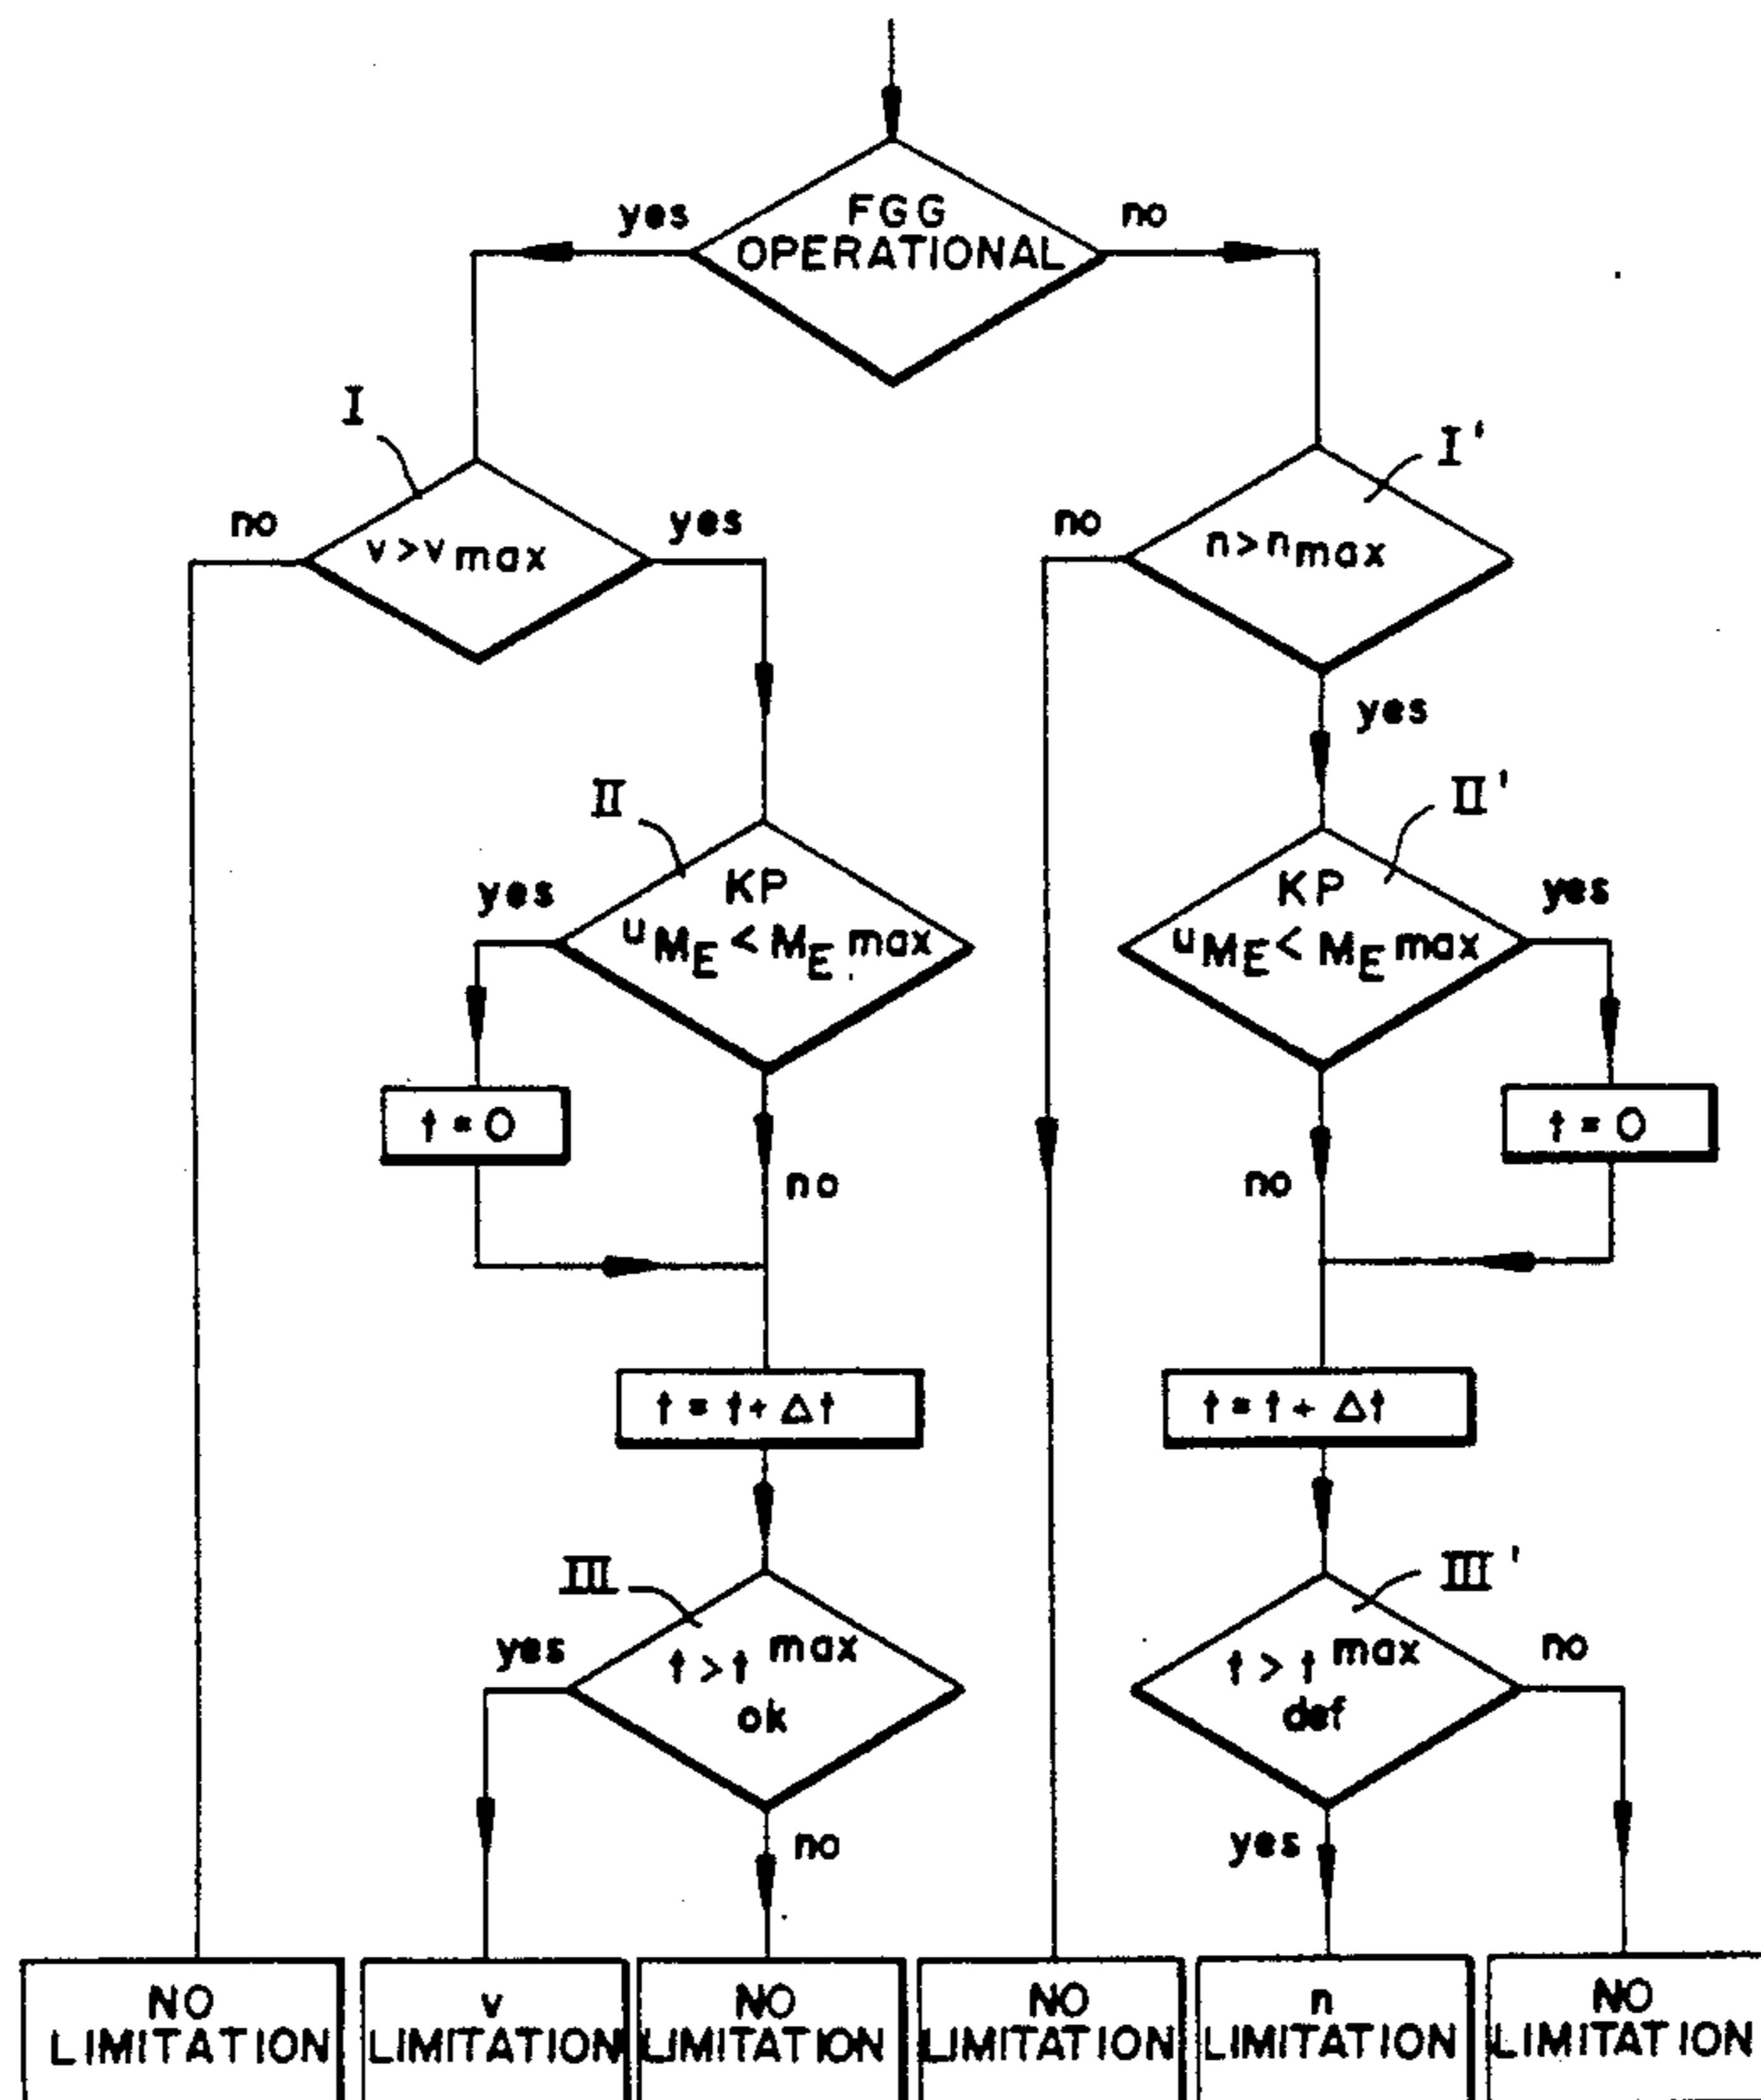 yes
FGG
OPERATIONAL
no
I
I'
no
v>vmax
yes
no
n>nmax
yes
II
II'
yes
KP
uME < ME max
KP
uME < ME max
yes
t = 0
no
no
t = 0
t = t + Δt
t = t + Δt
III
III'
yes
t > t max
ok
t > t max
def
no
no
yes
NO
LIMITATION
v
LIMITATION
NO
LIMITATION
NO
LIMITATION
n
LIMITATION
NO
LIMITATION